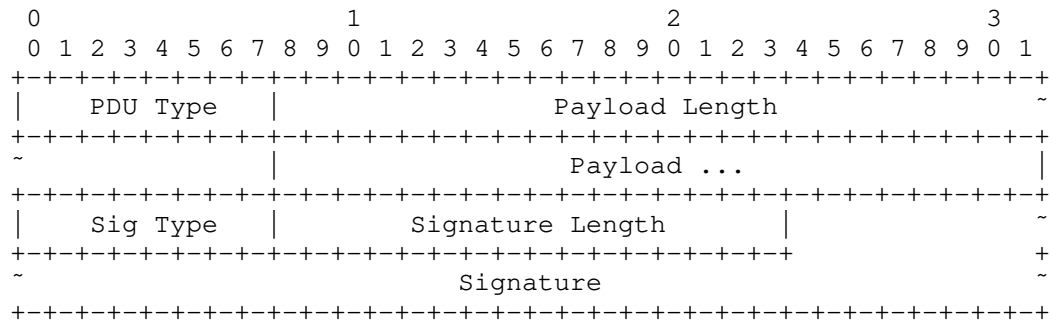 0                   1                   2                   3
 0 1 2 3 4 5 6 7 8 9 0 1 2 3 4 5 6 7 8 9 0 1 2 3 4 5 6 7 8 9 0 1
+-+-+-+-+-+-+-+-+-+-+-+-+-+-+-+-+-+-+-+-+-+-+-+-+-+-+-+-+-+-+-+-+
|    PDU Type   |                 Payload Length                ~
+-+-+-+-+-+-+-+-+-+-+-+-+-+-+-+-+-+-+-+-+-+-+-+-+-+-+-+-+-+-+-+-+
~               |                  Payload ...                  |
+-+-+-+-+-+-+-+-+-+-+-+-+-+-+-+-+-+-+-+-+-+-+-+-+-+-+-+-+-+-+-+-+
|    Sig Type   |        Signature Length       |               ~
+-+-+-+-+-+-+-+-+-+-+-+-+-+-+-+-+-+-+-+-+-+-+-+-+               +
~                           Signature                           ~
+-+-+-+-+-+-+-+-+-+-+-+-+-+-+-+-+-+-+-+-+-+-+-+-+-+-+-+-+-+-+-+-+